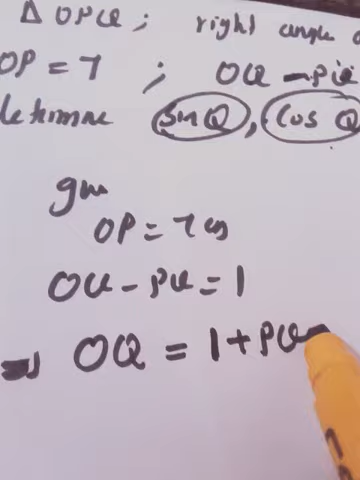 Δ OPQ ; right angle
OP = 7 ; OQ - PQ
determine sinQ, cos Q
given
OP = 7 cm
OQ - PQ = 1
⇒ OQ = 1 + PQ